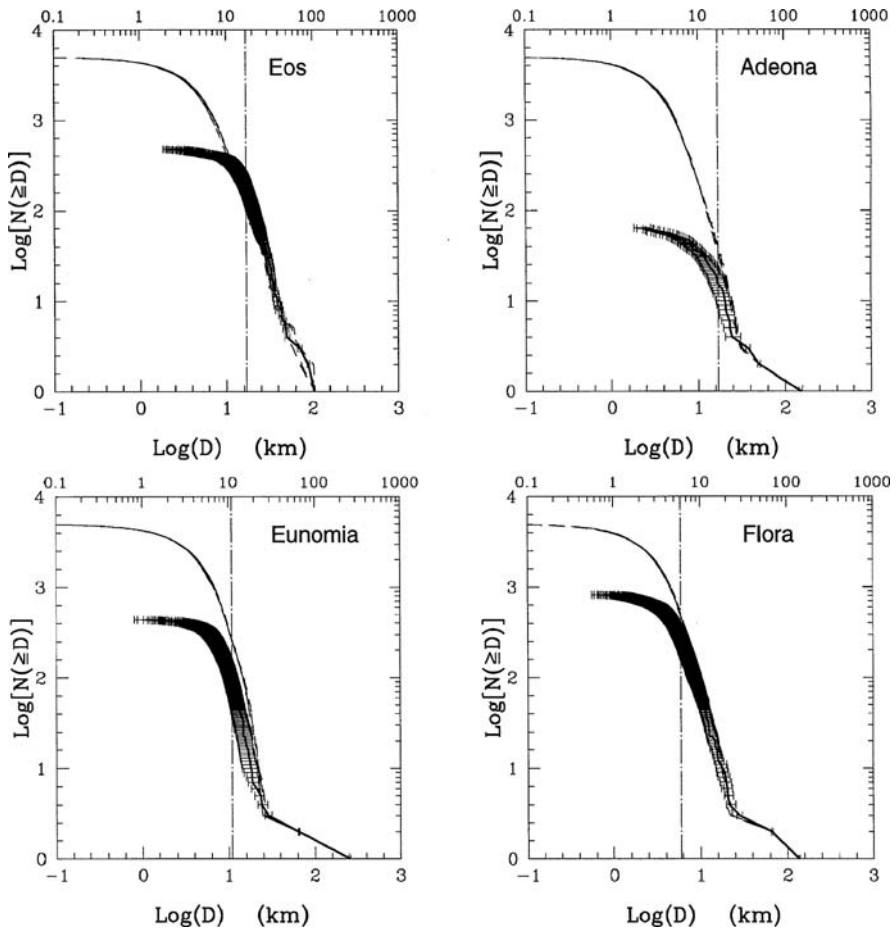 0.1 1 10 100 1000 0.1 1 10 100 1000
4 3 2 1 0 4 3 2 1 0
Eos Adeona
Log[N(≥D)] Log[N(≥D)]
-1 0 1 2 3 -1 0 1 2 3
Log(D) (km) Log(D) (km)
0.1 1 10 100 1000 0.1 1 10 100 1000
4 3 2 1 0 4 3 2 1 0
Eunomia Flora
Log[N(≥D)] Log[N(≥D)]
-1 0 1 2 3 -1 0 1 2 3
Log(D) (km) Log(D) (km)